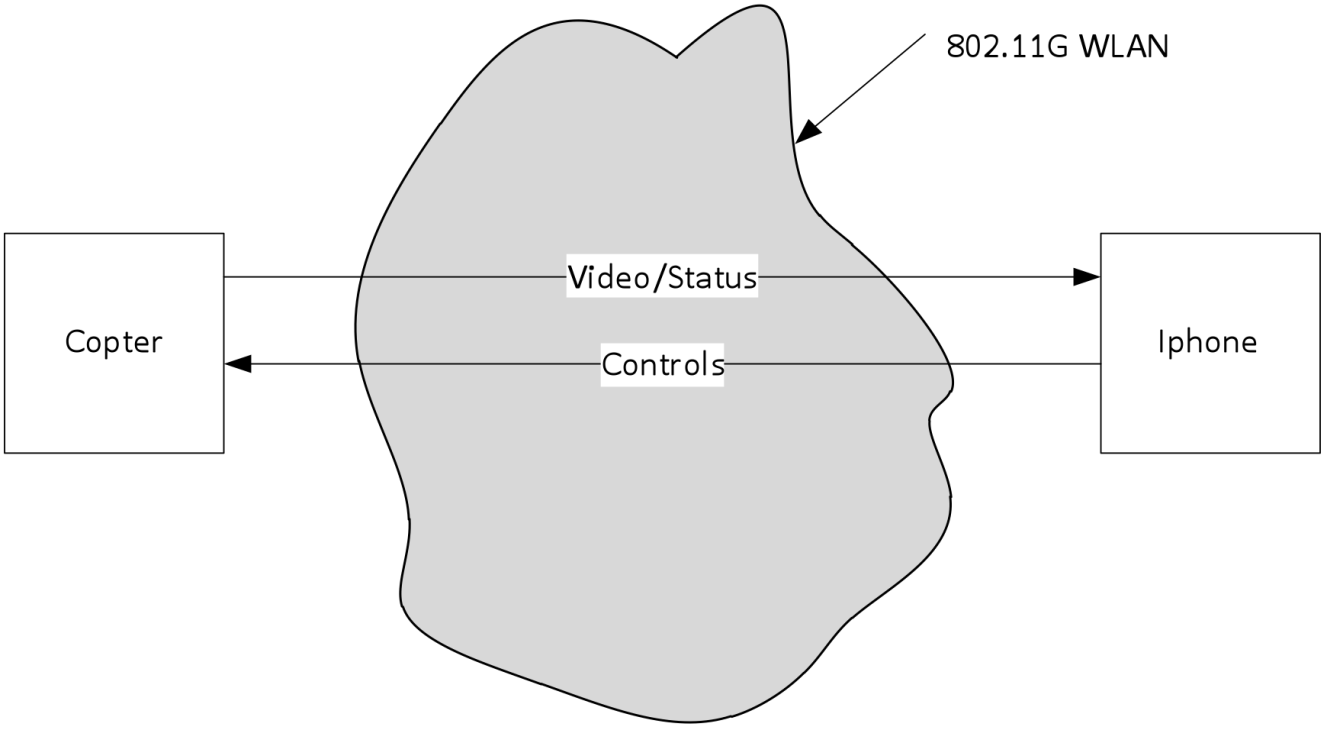 802.11G WLAN
Video/Status
Copter
Iphone
Controls